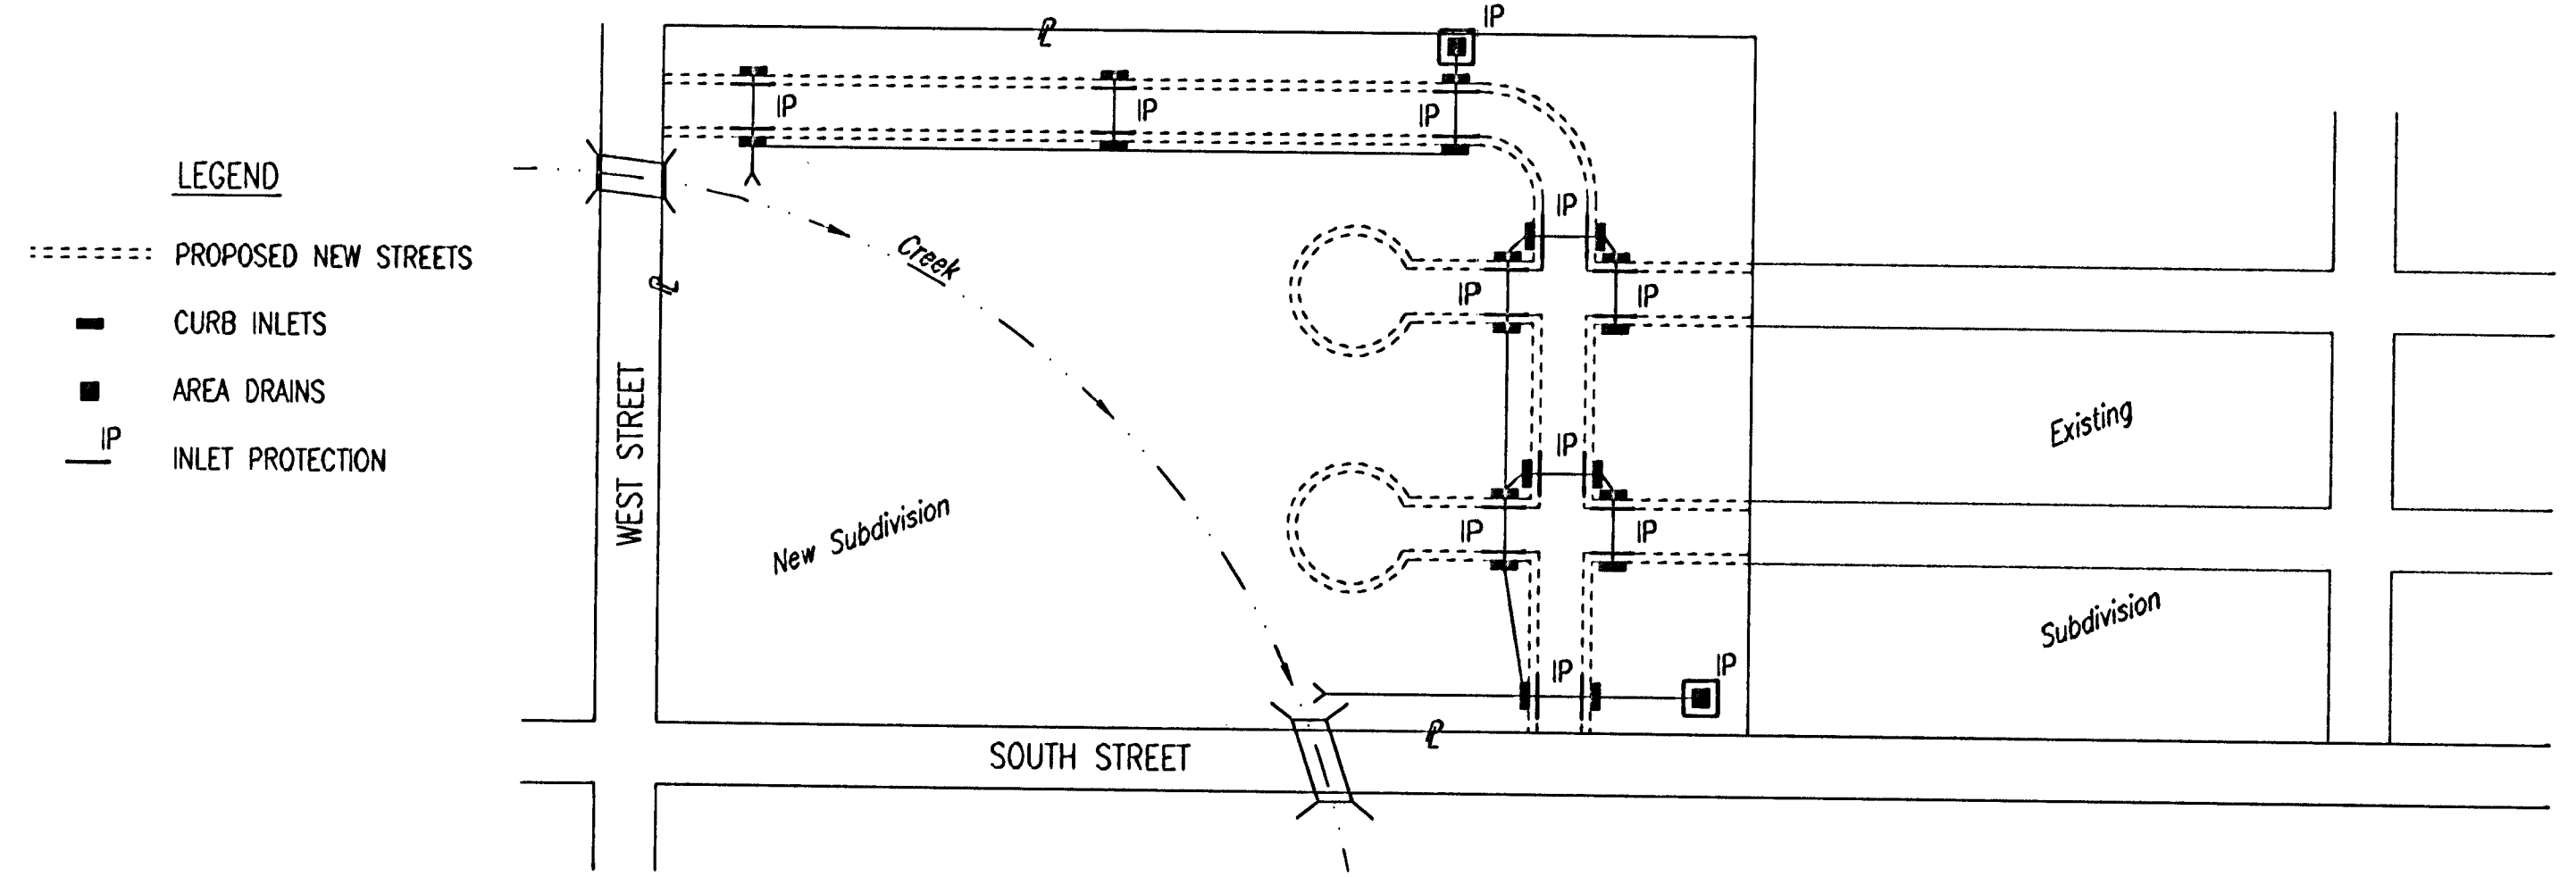 LEGEND
PROPOSED NEW STREETS
CURB INLETS
AREA DRAINS
IP
INLET PROTECTION
WEST STREET
℄
IP
IP
IP
IP
IP
Creek
IP
IP
IP
℄
IP
IP
IP
New Subdivision
IP
IP
℄
SOUTH STREET
Existing
Subdivision